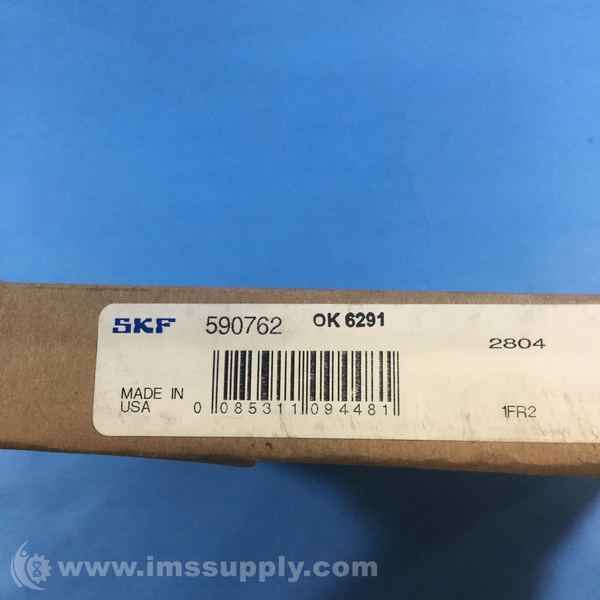 SKF 590762 OK 6291
2804
MADE IN
USA
0 085311 094481
1FR2
www.imssupply.com